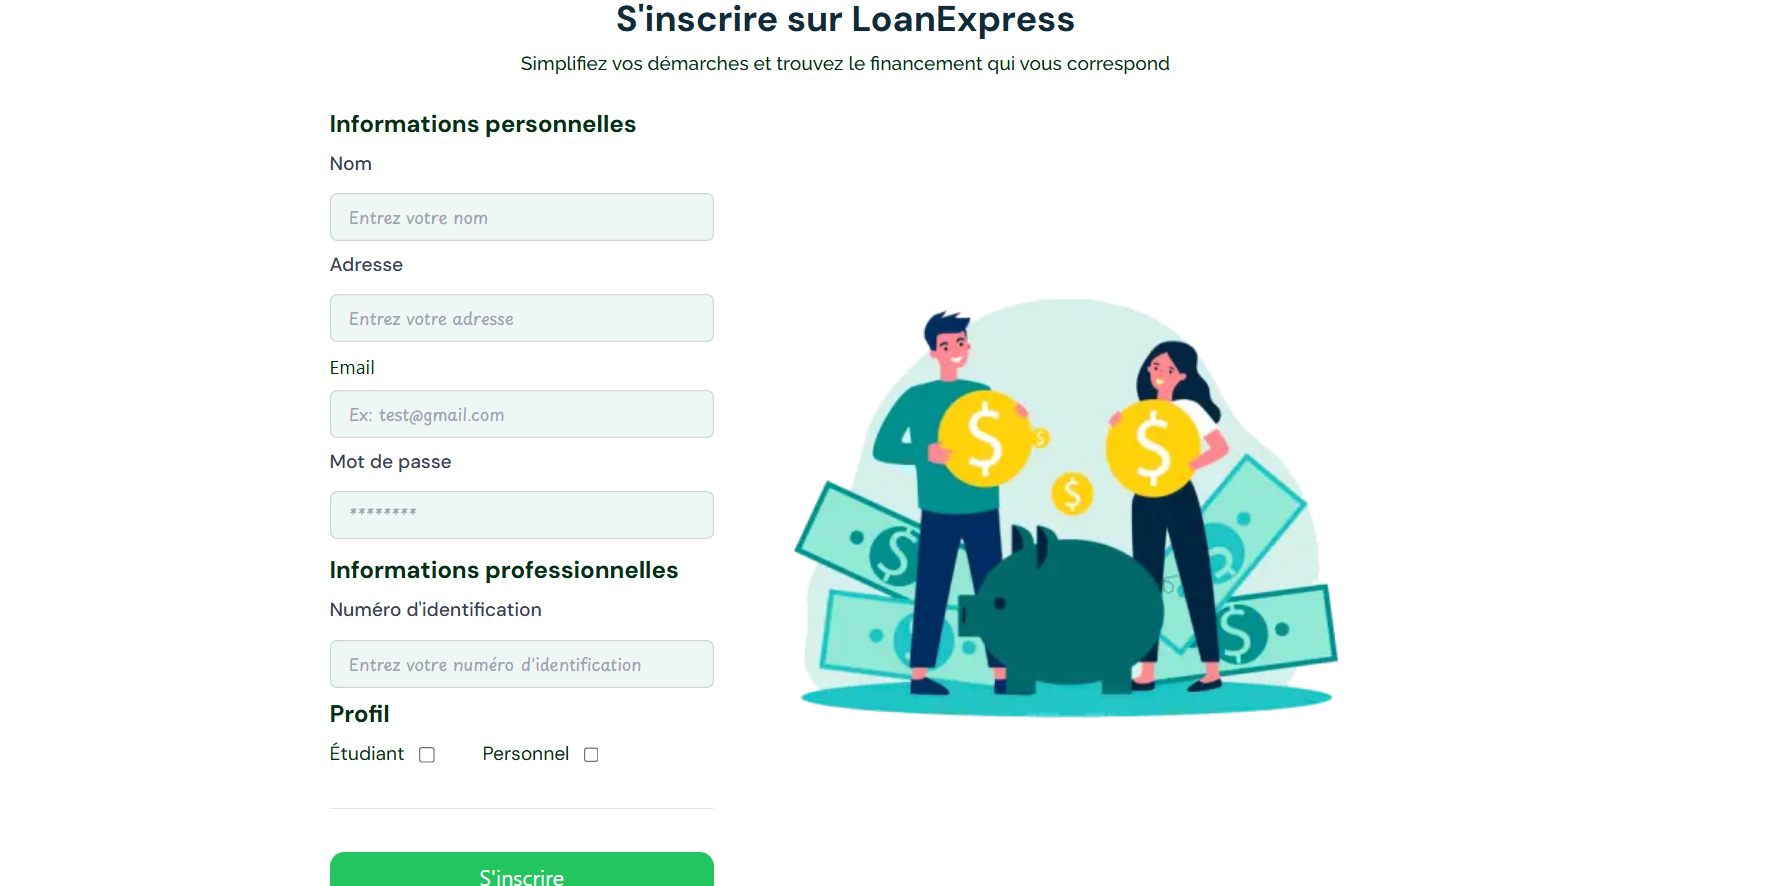 S'inscrire sur LoanExpress
Simplifiez vos démarches et trouvez le financement qui vous correspond
Informations personnelles
Nom
Entrez votre nom
Adresse
Entrez votre adresse
Email
Ex: test@gmail.com
Mot de passe
********
Informations professionnelles
Numéro d'identification
Entrez votre numéro d'identification
Profil
Étudiant Personnel
S'inscrire
$ $ $ $ $ $ $